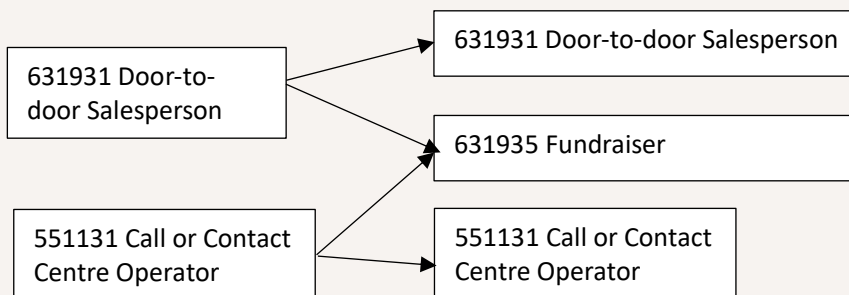 631931 Door-to-
door Salesperson
631931 Door-to-door Salesperson
631935 Fundraiser
551131 Call or Contact
Centre Operator
551131 Call or Contact
Centre Operator